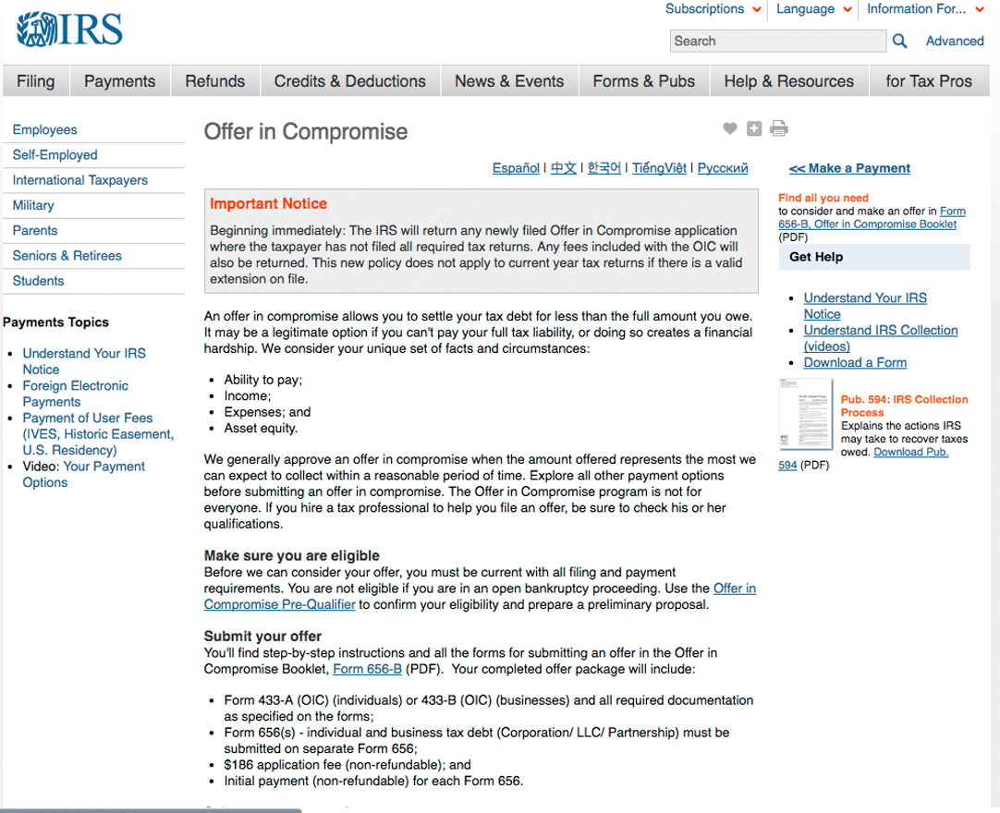 Subscriptions
Language
Information For...
IRS
Search
Advanced
Filing
Payments
Refunds
Credits & Deductions
News & Events
Forms & Pubs
Help & Resources
for Tax Pros
Employees
Self-Employed
International Taxpayers
Military
Parents
Seniors & Retirees
Students
Payments Topics
• Understand Your IRS
Notice
• Foreign Electronic
Payments
• Payment of User Fees
(IVES, Historic Easement,
U.S. Residency)
• Video: Your Payment
Options
Offer in Compromise
Español | 中文 | 한국어 | TiếngViệt | Русский
Important Notice
Beginning immediately: The IRS will return any newly filed Offer in Compromise application
where the taxpayer has not filed all required tax returns. Any fees included with the OIC will
also be returned. This new policy does not apply to current year tax returns if there is a valid
extension on file.
An offer in compromise allows you to settle your tax debt for less than the full amount you owe.
It may be a legitimate option if you can't pay your full tax liability, or doing so creates a financial
hardship. We consider your unique set of facts and circumstances:
• Ability to pay;
• Income;
• Expenses; and
• Asset equity.
We generally approve an offer in compromise when the amount offered represents the most we
can expect to collect within a reasonable period of time. Explore all other payment options
before submitting an offer in compromise. The Offer in Compromise program is not for
everyone. If you hire a tax professional to help you file an offer, be sure to check his or her
qualifications.
Make sure you are eligible
Before we can consider your offer, you must be current with all filing and payment
requirements. You are not eligible if you are in an open bankruptcy proceeding. Use the Offer in
Compromise Pre-Qualifier to confirm your eligibility and prepare a preliminary proposal.
Submit your offer
You'll find step-by-step instructions and all the forms for submitting an offer in the Offer in
Compromise Booklet, Form 656-B (PDF). Your completed offer package will include:
• Form 433-A (OIC) (individuals) or 433-B (OIC) (businesses) and all required documentation
as specified on the forms;
• Form 656(s) - individual and business tax debt (Corporation/ LLC/ Partnership) must be
submitted on separate Form 656;
• $186 application fee (non-refundable); and
• Initial payment (non-refundable) for each Form 656.
<< Make a Payment
Find all you need
to consider and make an offer in Form
656-B, Offer in Compromise Booklet
(PDF)
Get Help
• Understand Your IRS
Notice
• Understand IRS Collection
(videos)
• Download a Form
Pub. 594: IRS Collection
Process
Explains the actions IRS
may take to recover taxes
owed. Download Pub.
594 (PDF)